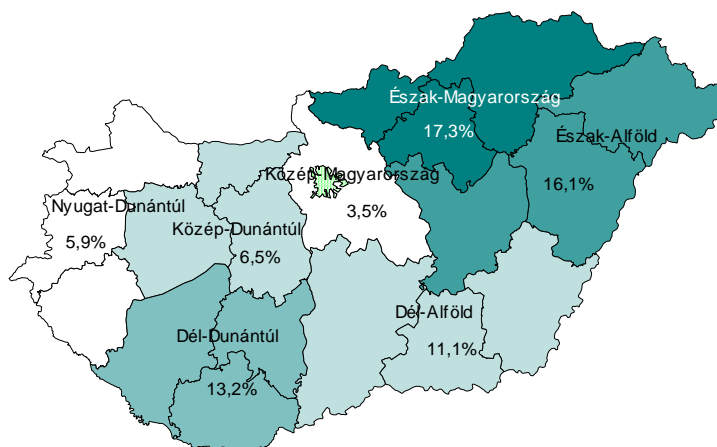 Észak-Magyarország
17,3%
Észak-Alföld
16,1%
Közép-Magyarország
3,5%
Nyugat-Dunántúl
5,9%
Közép-Dunántúl
6,5%
Dél-Alföld
11,1%
Dél-Dunántúl
13,2%